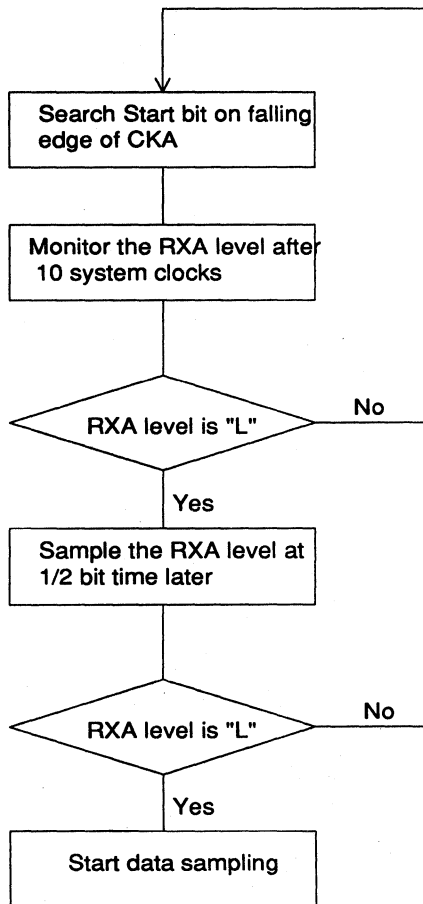 Search Start bit on falling
edge of CKA
Monitor the RXA level after
10 system clocks
RXA level is "L"
No
Yes
Sample the RXA level at
1/2 bit time later
RXA level is "L"
No
Yes
Start data sampling